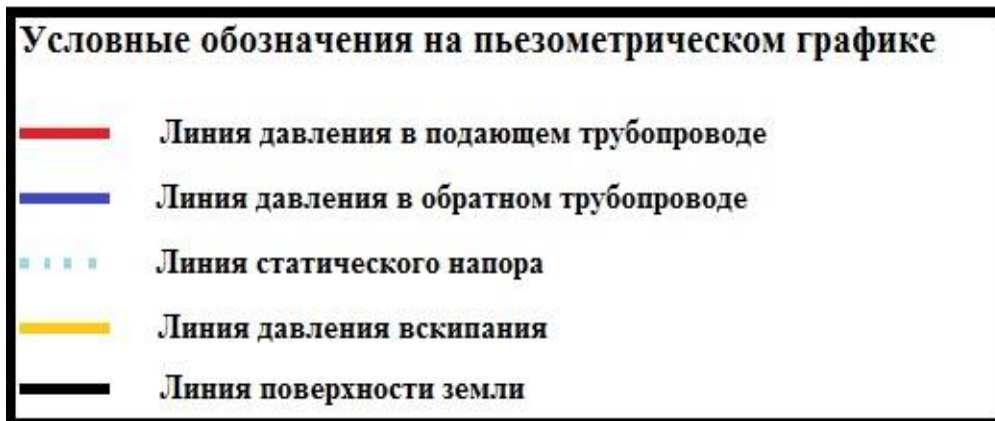 Условные обозначения на пьезометрическом графике
Линия давления в подающем трубопроводе
Линия давления в обратном трубопроводе
Линия статического напора
Линия давления вскипания
Линия поверхности земли